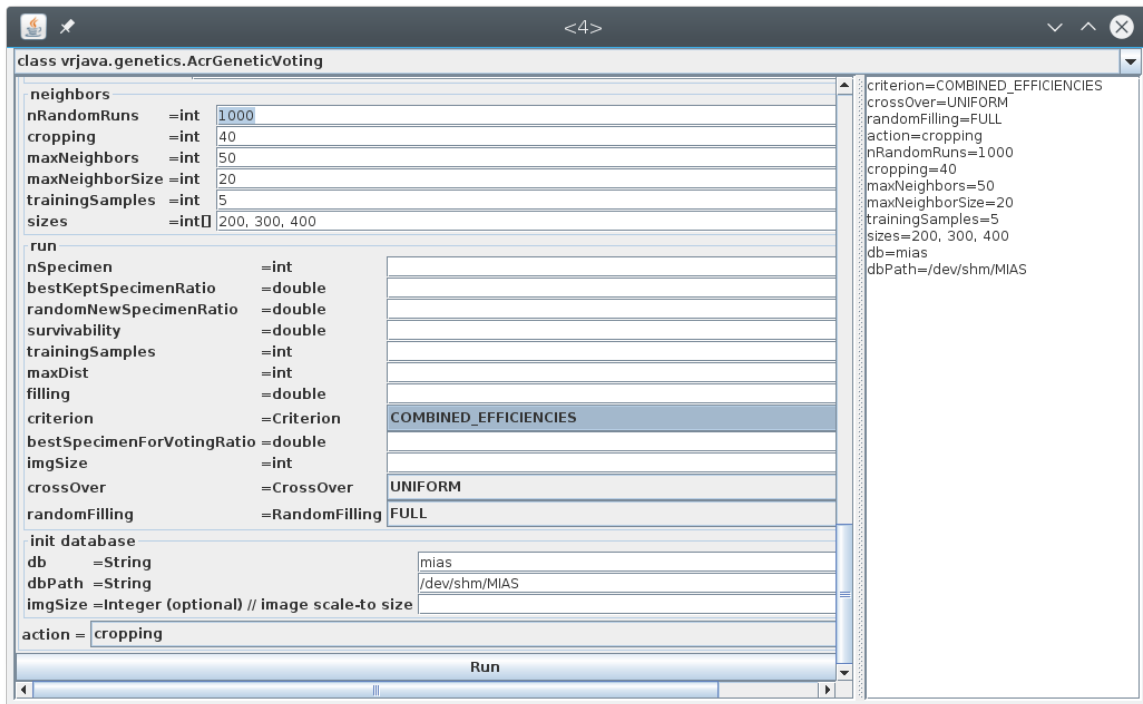 <4>
class vrjava.genetics.AcrGeneticVoting
neighbors
nRandomRuns =int 1000
cropping =int 40
maxNeighbors =int 50
maxNeighborSize =int 20
trainingSamples =int 5
sizes =int[] 200, 300, 400
run
nSpecimen =int
bestKeptSpecimenRatio =double
randomNewSpecimenRatio =double
survivability =double
trainingSamples =int
maxDist =int
filling =double
criterion =Criterion COMBINED_EFFICIENCIES
bestSpecimenForVotingRatio =double
imgSize =int
crossOver =CrossOver UNIFORM
randomFilling =RandomFilling FULL
init database
db =String mias
dbPath =String /dev/shm/MIAS
imgSize =Integer (optional) // image scale-to size
action = cropping
Run
criterion=COMBINED_EFFICIENCIES
crossOver=UNIFORM
randomFilling=FULL
action=cropping
nRandomRuns=1000
cropping=40
maxNeighbors=50
maxNeighborSize=20
trainingSamples=5
sizes=200, 300, 400
db=mias
dbPath=/dev/shm/MIAS